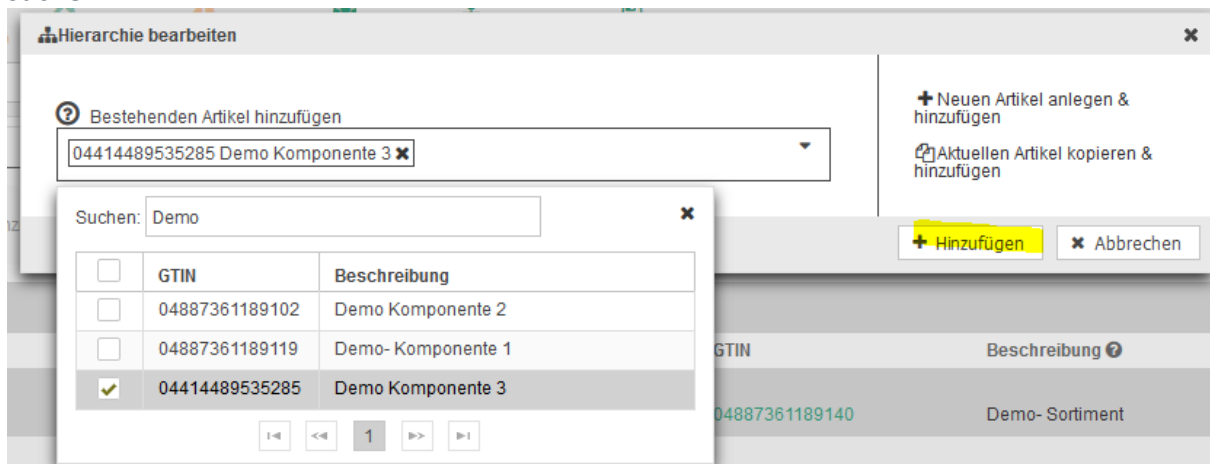 Hierarchie bearbeiten
Bestehenden Artikel hinzufügen
04414489535285 Demo Komponente 3
Neuen Artikel anlegen &
hinzufügen
Aktuellen Artikel kopieren &
hinzufügen
Suchen: Demo
Hinzufügen
Abbrechen
GTIN Beschreibung
04887361189102 Demo Komponente 2
04887361189119 Demo- Komponente 1
04414489535285 Demo Komponente 3
1
GTIN Beschreibung
04887361189140 Demo- Sortiment